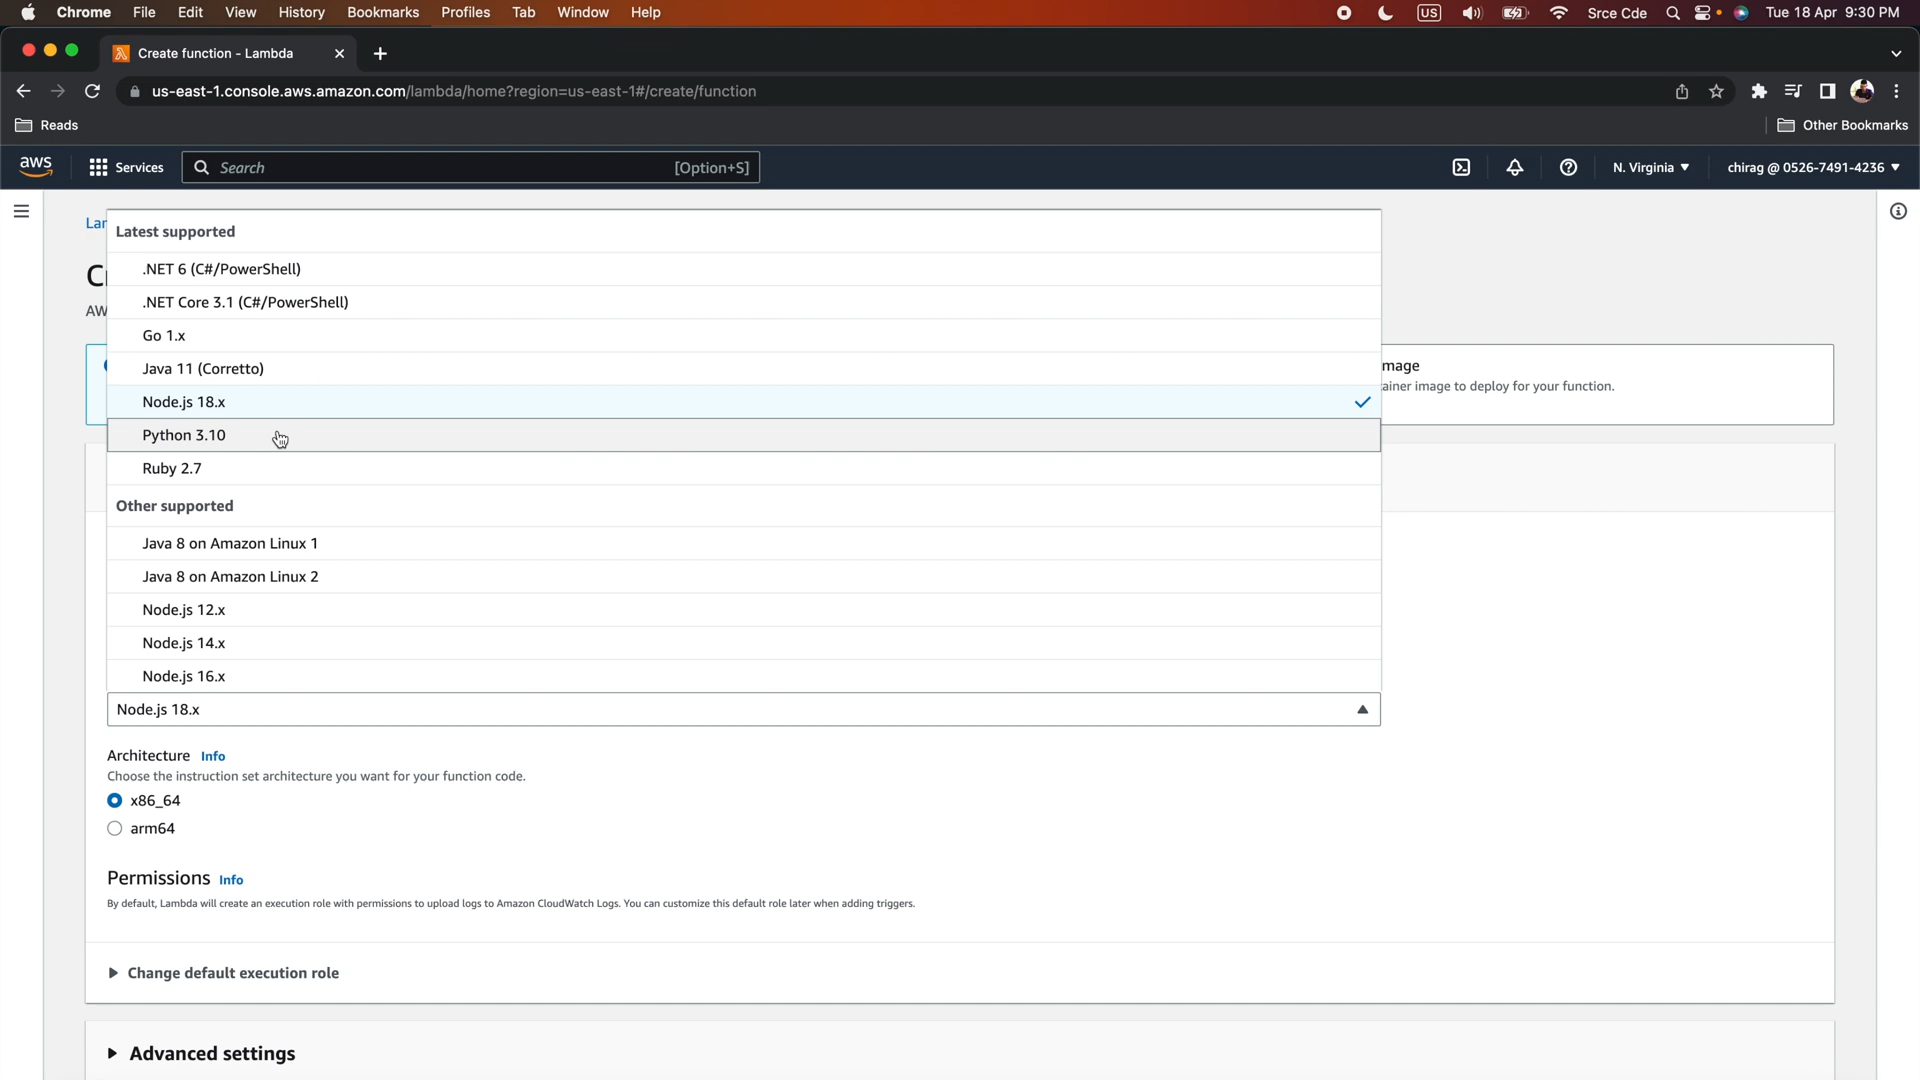 Chrome File Edit View History Bookmarks Profiles Tab Window Help US Srce Cde Tue 18 Apr 9:30 PM
Create function - Lambda
us-east-1.console.aws.amazon.com/lambda/home?region=us-east-1#/create/function
Reads Other Bookmarks
aws Services Search [Option+S] N. Virginia chirag @ 0526-7491-4236
Lar
Latest supported
.NET 6 (C#/PowerShell)
.NET Core 3.1 (C#/PowerShell)
AW
Go 1.x
Java 11 (Corretto) mage
ainer image to deploy for your function.
Node.js 18.x
Python 3.10
Ruby 2.7
Other supported
Java 8 on Amazon Linux 1
Java 8 on Amazon Linux 2
Node.js 12.x
Node.js 14.x
Node.js 16.x
Node.js 18.x
Architecture Info
Choose the instruction set architecture you want for your function code.
x86_64
arm64
Permissions Info
By default, Lambda will create an execution role with permissions to upload logs to Amazon CloudWatch Logs. You can customize this default role later when adding triggers.
Change default execution role
Advanced settings